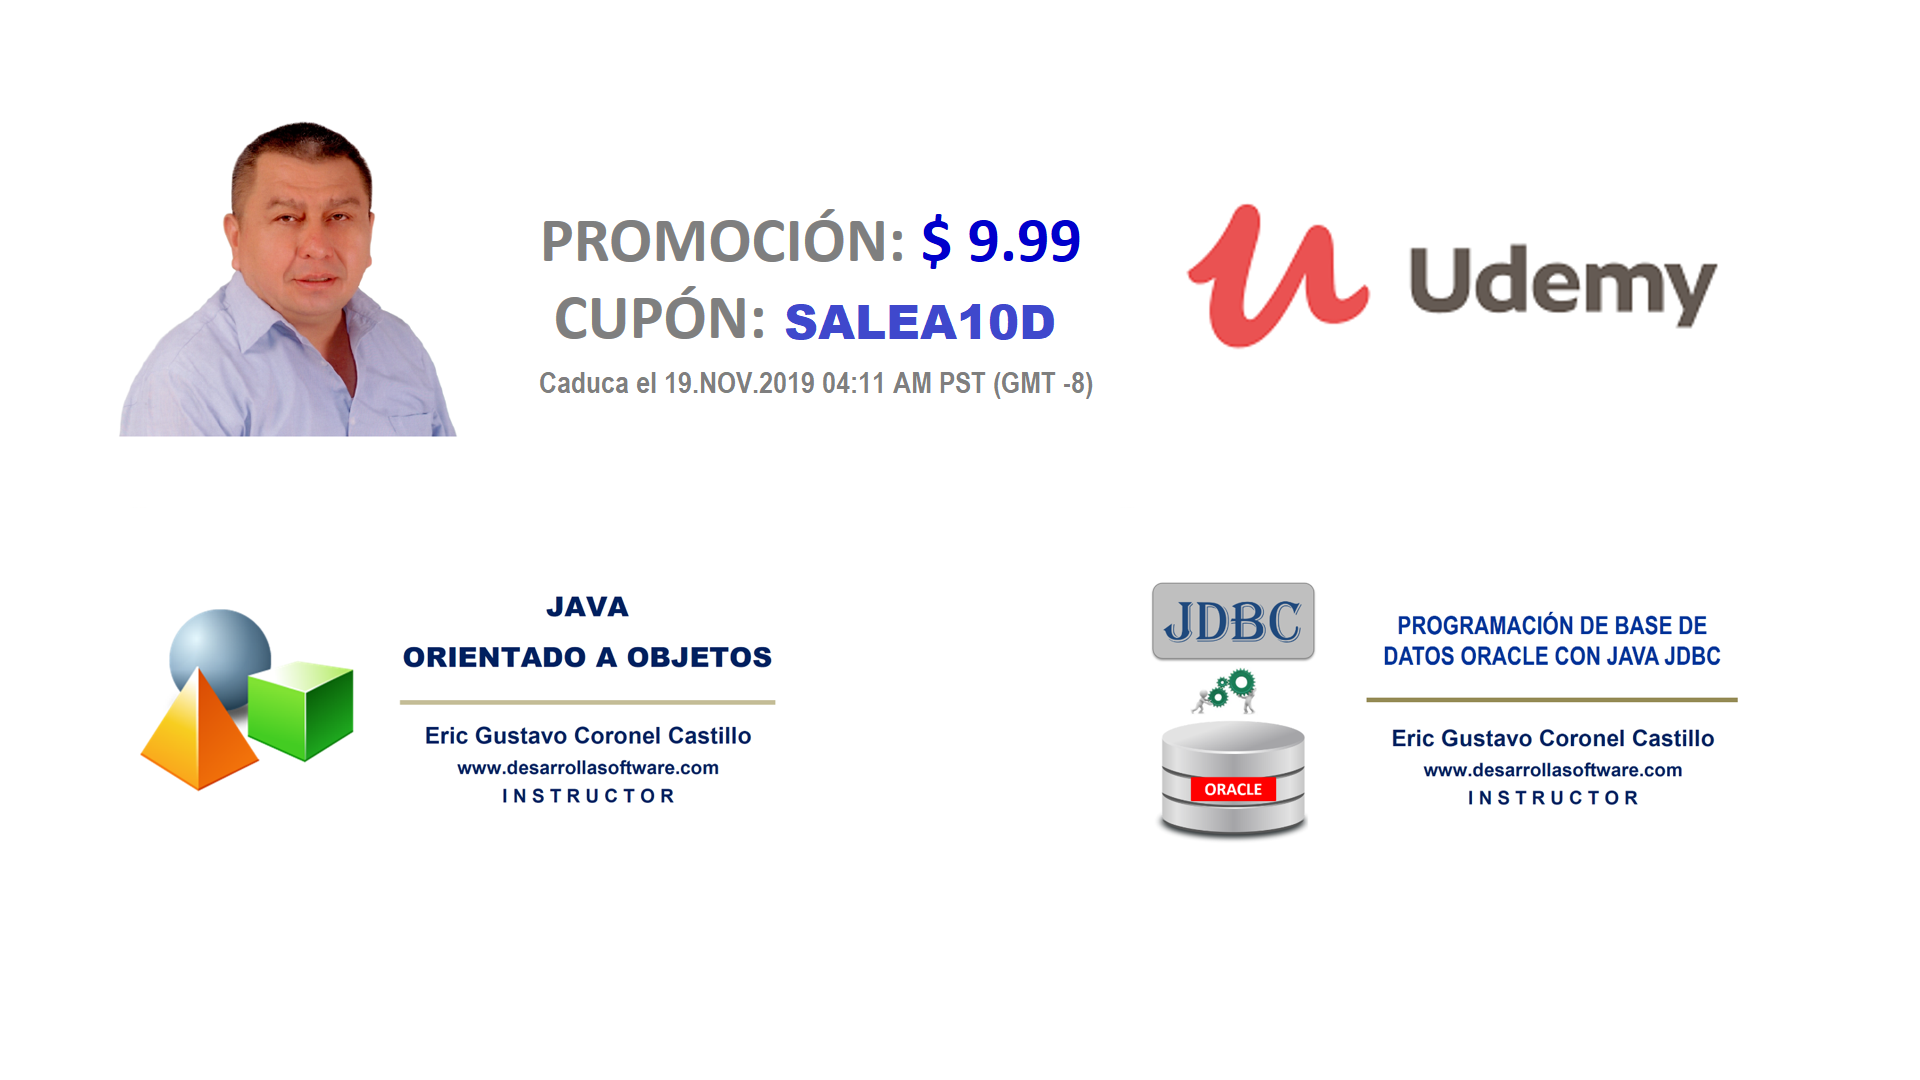 PROMOCIÓN: $ 9.99
CUPÓN: SALEA10D
Caduca el 19.NOV.2019 04:11 AM PST (GMT -8)
Udemy
JAVA
ORIENTADO A OBJETOS
Eric Gustavo Coronel Castillo
www.desarrollasoftware.com
INSTRUCTOR
JDBC
ORACLE
PROGRAMACIÓN DE BASE DE
DATOS ORACLE CON JAVA JDBC
Eric Gustavo Coronel Castillo
www.desarrollasoftware.com
INSTRUCTOR